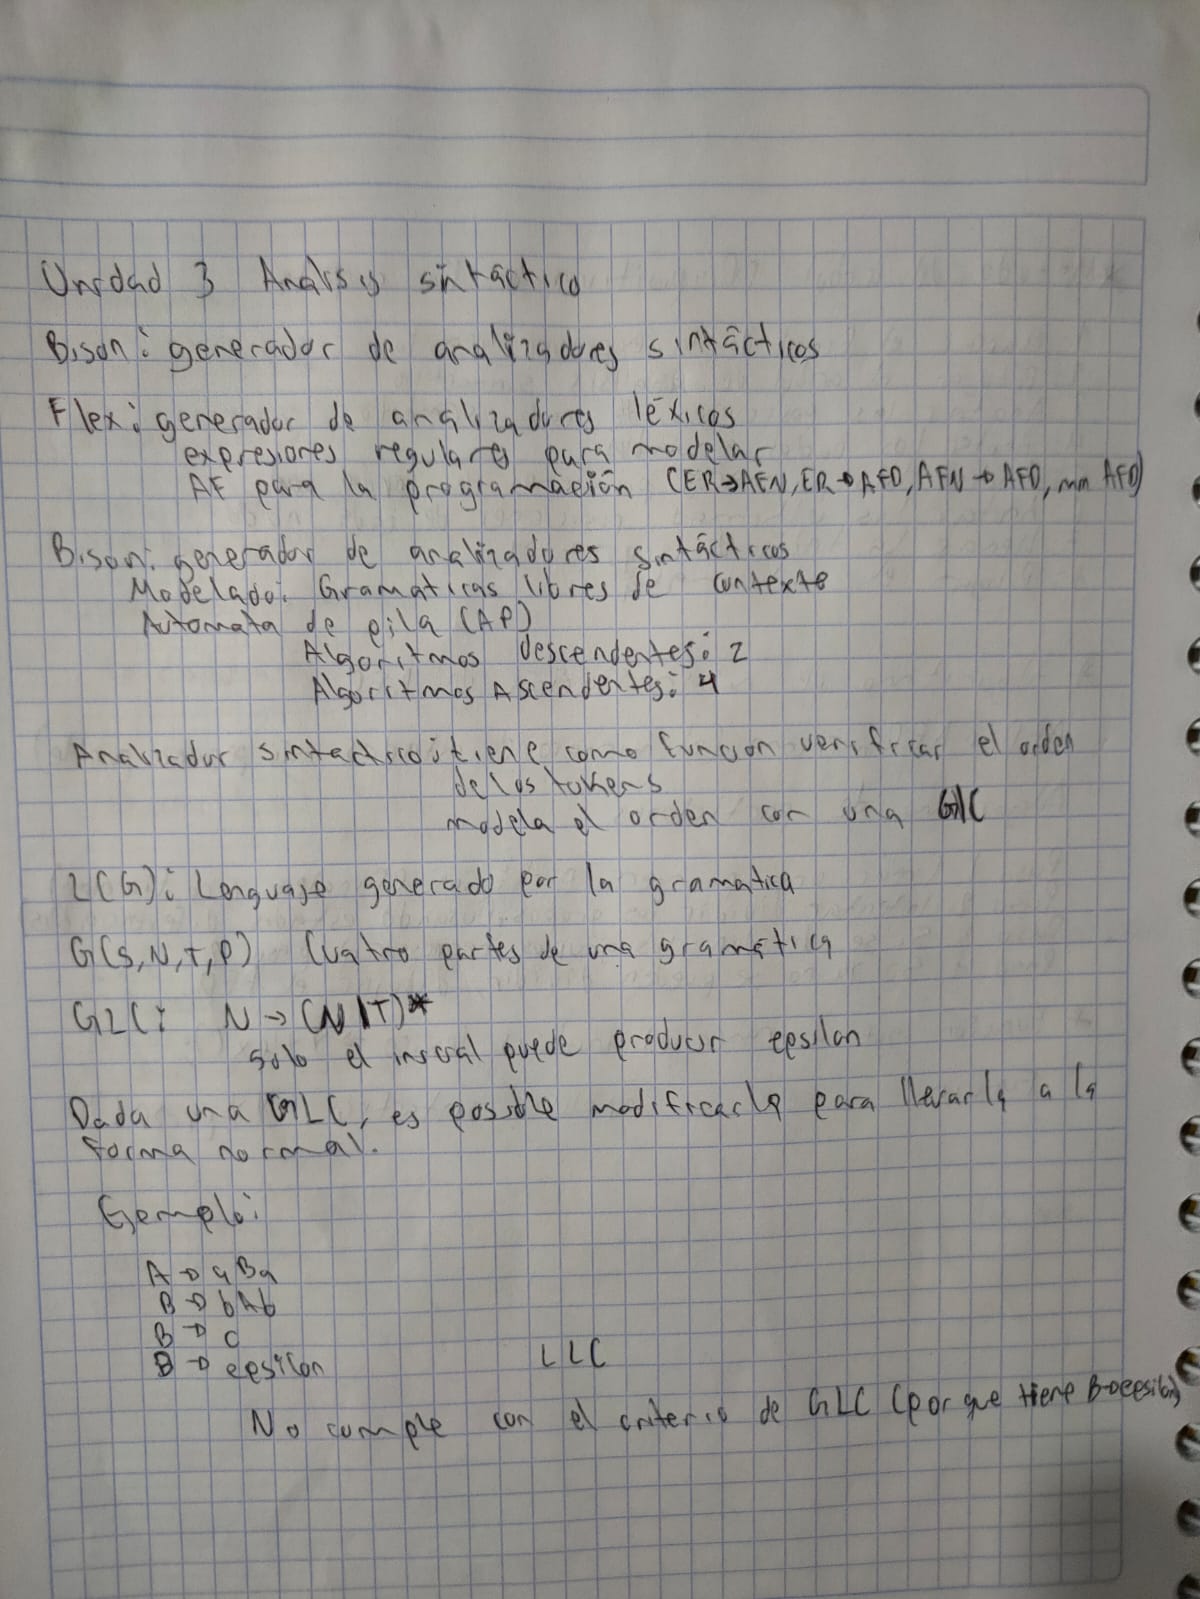 Unidad 3 Analisis sintáctico
Bison: generador de analizadores sintácticos
Flex: generador de analizadores léxicos
expresiones regulares para modelar
AF para la programación (ER→AFN, ER→AFD, AFN→AFD, min AFD)
Bison: generador de analizadores sintácticos
Modelado: Gramaticas libres de contexto
Automata de pila (AP)
Algoritmos descendentes: 2
Algoritmos Ascendentes: 4
Analizador sintactico: tiene como función verificar el orden
de los tokens
modela el orden con una GLC
L(G): Lenguaje generado por la gramatica
G(S,N,T,P) Cuatro partes de una gramática
GLC: N → (N|T)*
solo el inicial puede producir epsilon
Dada una GLC, es posible modificarla para llevarla a la
forma normal.
Ejemplo:
A → aBa
B → bAb
B → c
B → epsilon LLC
No cumple con el criterio de GLC (por que tiene B→epsilon)